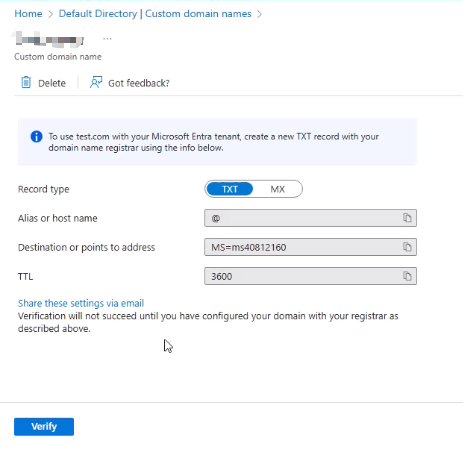 Home > Default Directory | Custom domain names >
...
Custom domain name
Delete Got feedback?
To use test.com with your Microsoft Entra tenant, create a new TXT record with your
domain name registrar using the info below.
Record type TXT MX
Alias or host name @
Destination or points to address MS=ms40812160
TTL 3600
Share these settings via email
Verification will not succeed until you have configured your domain with your registrar as
described above.
Verify